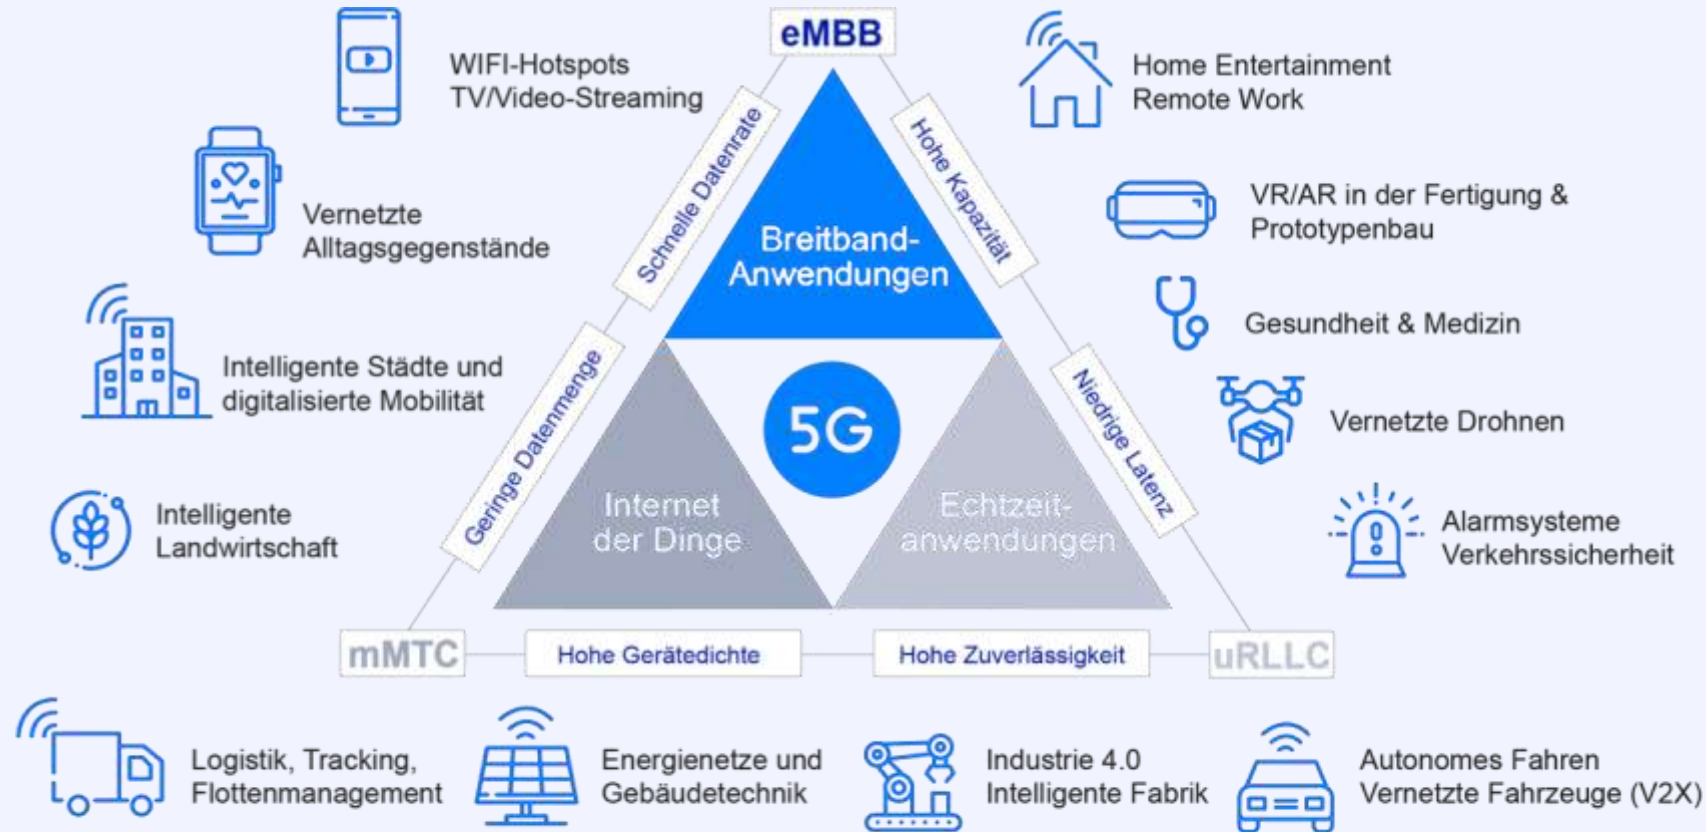 eMBB
WIFI-Hotspots
TV/Video-Streaming
Home Entertainment
Remote Work
Schnelle Datenrate
Hohe Kapazität
Vernetzte
Alltagsgegenstände
VR/AR in der Fertigung &
Prototypenbau
Breitband-
Anwendungen
Intelligente Städte und
digitalisierte Mobilität
Gesundheit & Medizin
Geringe Datenmenge
5G
Niedrige Latenz
Vernetzte Drohnen
Intelligente
Landwirtschaft
Internet
der Dinge
Echtzeit-
anwendungen
Alarmsysteme
Verkehrssicherheit
mMTC
Hohe Gerätedichte
Hohe Zuverlässigkeit
uRLLC
Logistik, Tracking,
Flottenmanagement
Energienetze und
Gebäudetechnik
Industrie 4.0
Intelligente Fabrik
Autonomes Fahren
Vernetzte Fahrzeuge (V2X)